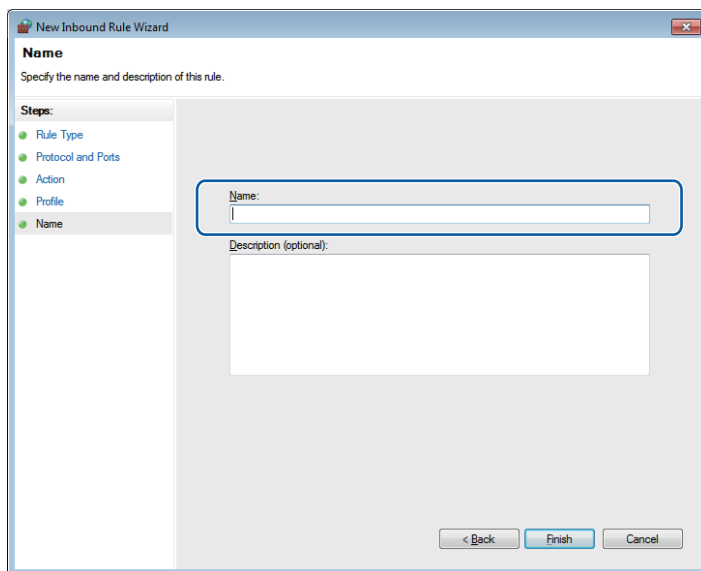 New Inbound Rule Wizard
Name
Specify the name and description of this rule.
Steps:
Rule Type
Protocol and Ports
Action
Profile
Name
Name:
Description (optional):
< Back
Finish
Cancel